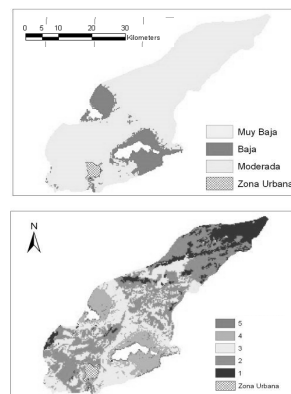 0 5 10 20 30
Kilometers
Muy Baja
Baja
Moderada
Zona Urbana
N
5
4
3
2
1
Zona Urbana